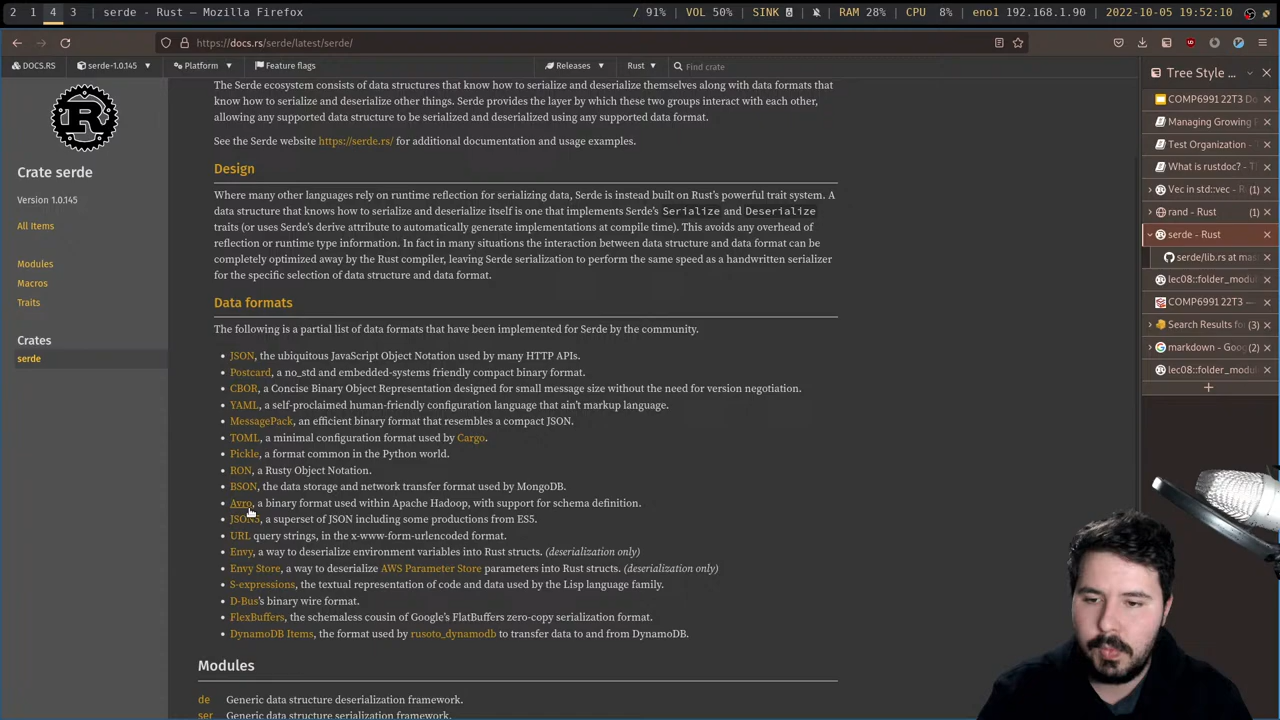 2 1 4 3 serde - Rust — Mozilla Firefox / 91% VOL 50% SINK RAM 28% CPU 8% eno1 192.168.1.90 2022-10-05 19:52:10
https://docs.rs/serde/latest/serde/
DOCS.RS serde-1.0.145 Platform Feature flags Releases Rust Find crate
Tree Style ...
Crate serde
Version 1.0.145
All Items
Modules
Macros
Traits
Crates
serde
The Serde ecosystem consists of data structures that know how to serialize and deserialize themselves along with data formats that
know how to serialize and deserialize other things. Serde provides the layer by which these two groups interact with each other,
allowing any supported data structure to be serialized and deserialized using any supported data format.
See the Serde website https://serde.rs/ for additional documentation and usage examples.
Design
Where many other languages rely on runtime reflection for serializing data, Serde is instead built on Rust's powerful trait system. A
data structure that knows how to serialize and deserialize itself is one that implements Serde's Serialize and Deserialize
traits (or uses Serde's derive attribute to automatically generate implementations at compile time). This avoids any overhead of
reflection or runtime type information. In fact in many situations the interaction between data structure and data format can be
completely optimized away by the Rust compiler, leaving Serde serialization to perform the same speed as a handwritten serializer
for the specific selection of data structure and data format.
Data formats
The following is a partial list of data formats that have been implemented for Serde by the community.
• JSON, the ubiquitous JavaScript Object Notation used by many HTTP APIs.
• Postcard, a no_std and embedded-systems friendly compact binary format.
• CBOR, a Concise Binary Object Representation designed for small message size without the need for version negotiation.
• YAML, a self-proclaimed human-friendly configuration language that ain't markup language.
• MessagePack, an efficient binary format that resembles a compact JSON.
• TOML, a minimal configuration format used by Cargo.
• Pickle, a format common in the Python world.
• RON, a Rusty Object Notation.
• BSON, the data storage and network transfer format used by MongoDB.
• Avro, a binary format used within Apache Hadoop, with support for schema definition.
• JSON5, a superset of JSON including some productions from ES5.
• URL query strings, in the x-www-form-urlencoded format.
• Envy, a way to deserialize environment variables into Rust structs. (deserialization only)
• Envy Store, a way to deserialize AWS Parameter Store parameters into Rust structs. (deserialization only)
• S-expressions, the textual representation of code and data used by the Lisp language family.
• D-Bus's binary wire format.
• FlexBuffers, the schemaless cousin of Google's FlatBuffers zero-copy serialization format.
• DynamoDB Items, the format used by rusoto_dynamodb to transfer data to and from DynamoDB.
Modules
de Generic data structure deserialization framework.
ser Generic data structure serialization framework.
COMP6991 22T3 Do
Managing Growing P
Test Organization -
What is rustdoc? - T
Vec in std::vec - Ru (1)
rand - Rust (1)
serde - Rust
serde/lib.rs at mas
lec08::folder_modu
COMP6991 22T3 —
Search Results fo (3)
markdown - Goog (2)
lec08::folder_modu